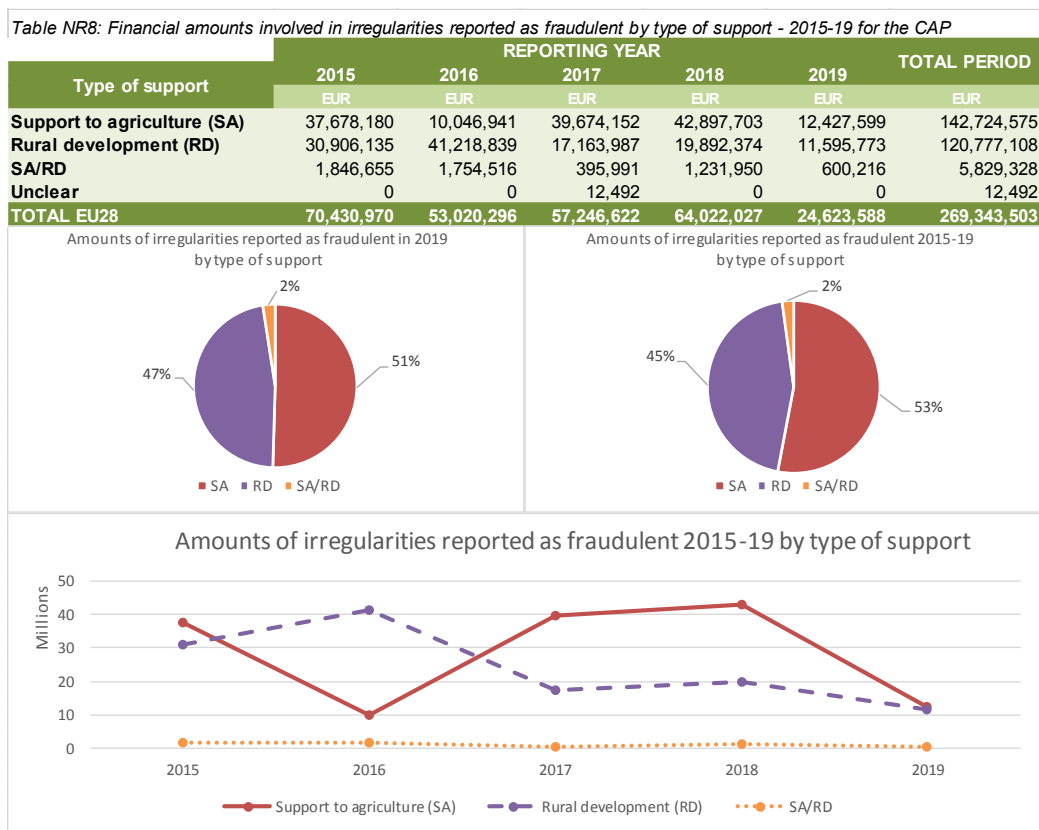 Table NR8: Financial amounts involved in irregularities reported as fraudulent by type of support - 2015-19 for the CAP
Type of support REPORTING YEAR TOTAL PERIOD
2015 2016 2017 2018 2019
EUR EUR EUR EUR EUR EUR
Support to agriculture (SA) 37,678,180 10,046,941 39,674,152 42,897,703 12,427,599 142,724,575
Rural development (RD) 30,906,135 41,218,839 17,163,987 19,892,374 11,595,773 120,777,108
SA/RD 1,846,655 1,754,516 395,991 1,231,950 600,216 5,829,328
Unclear 0 0 12,492 0 0 12,492
TOTAL EU28 70,430,970 53,020,296 57,246,622 64,022,027 24,623,588 269,343,503
Amounts of irregularities reported as fraudulent in 2019
by type of support
2%
47%
51%
SA RD SA/RD
Amounts of irregularities reported as fraudulent 2015-19
by type of support
2%
45%
53%
SA RD SA/RD
Amounts of irregularities reported as fraudulent 2015-19 by type of support
Millions
50
40
30
20
10
0
2015 2016 2017 2018 2019
Support to agriculture (SA) Rural development (RD) SA/RD